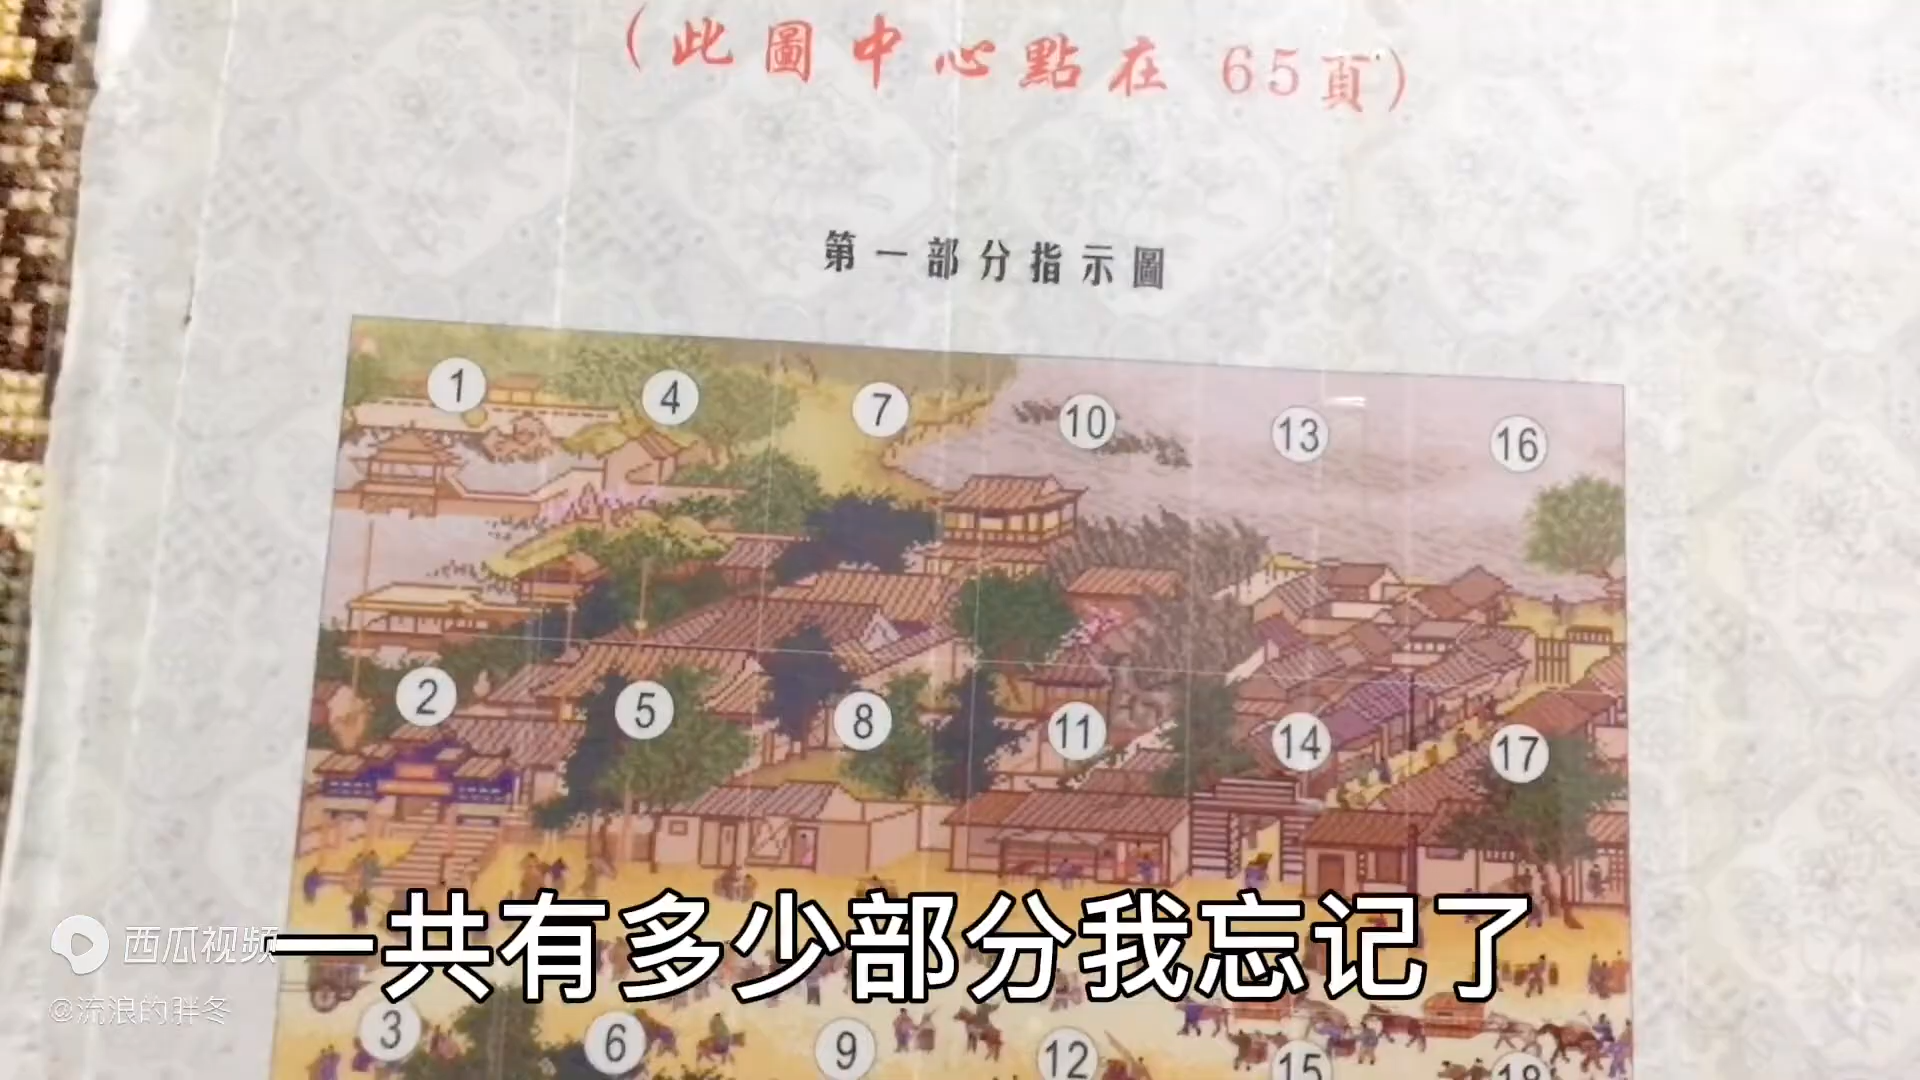 (此圖中心點在 65頁)
第一部分指示圖
1 4 7 10 13 16
2 5 8 11 14 17
一共有多少部分我忘记了
西瓜视频
@流浪的胖冬
3 6 9 12 15 18